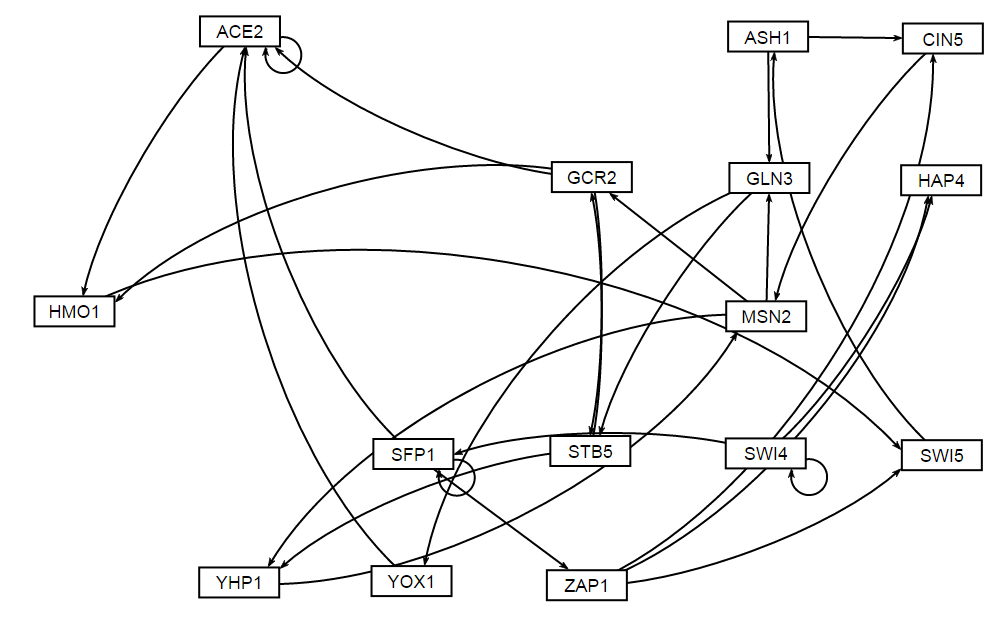 ACE2
ASH1
CIN5
GCR2
GLN3
HAP4
HMO1
MSN2
SFP1
STB5
SWI4
SWI5
YHP1
YOX1
ZAP1